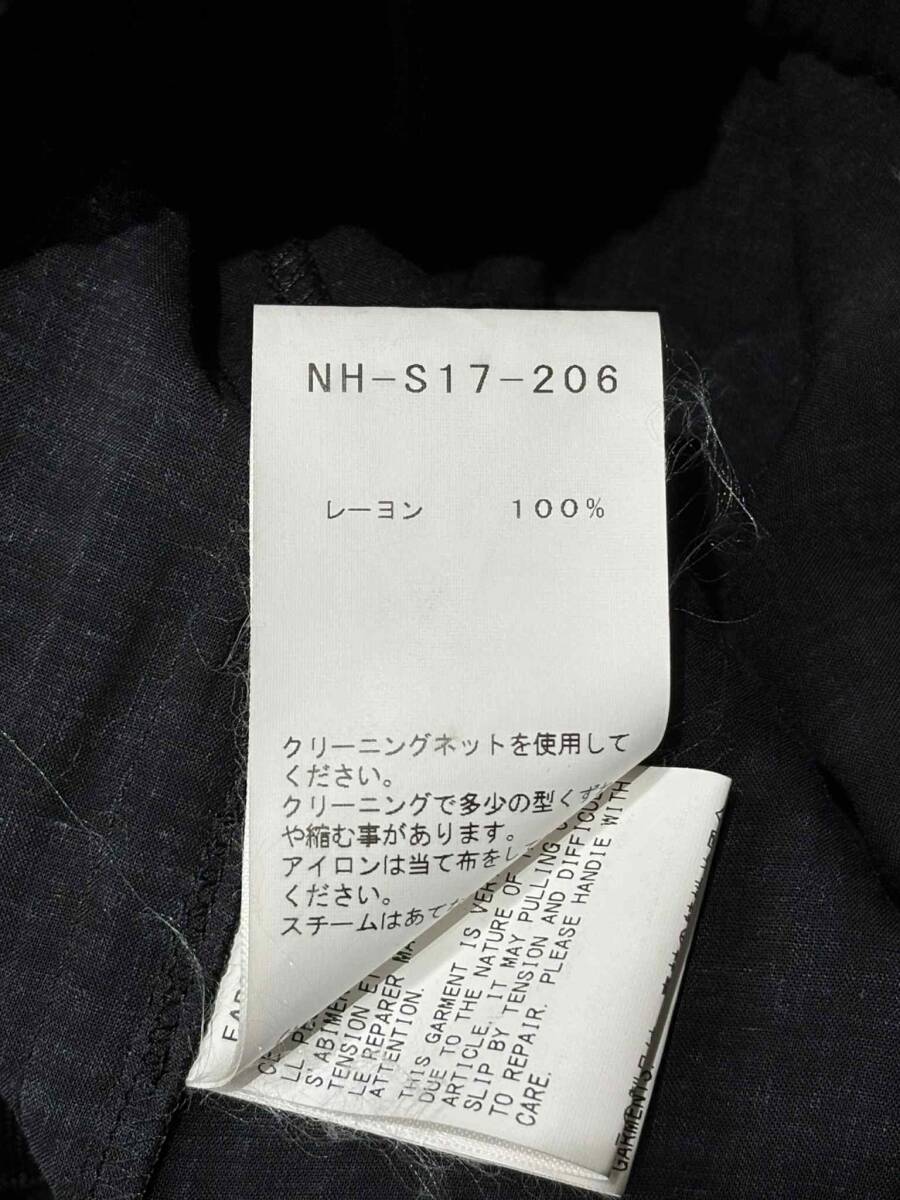 NH-S17-206
レーヨン 100%
クリーニングネットを使用して
ください。
クリーニングで多少の型くず
や縮む事があります。
アイロンは当て布をし
ください。
スチームはあて
S'ABIMER
TENSION ET
LE REPARER MA
ATTENTION.
THIS GARMENT IS VER
DUE TO THE NATURE OF
ARTICLE, IT MAY PULLING
SLIP BY TENSION AND DIFFICUL
TO REPAIR. PLEASE HANDIE WITH
CARE.
GARMENTS